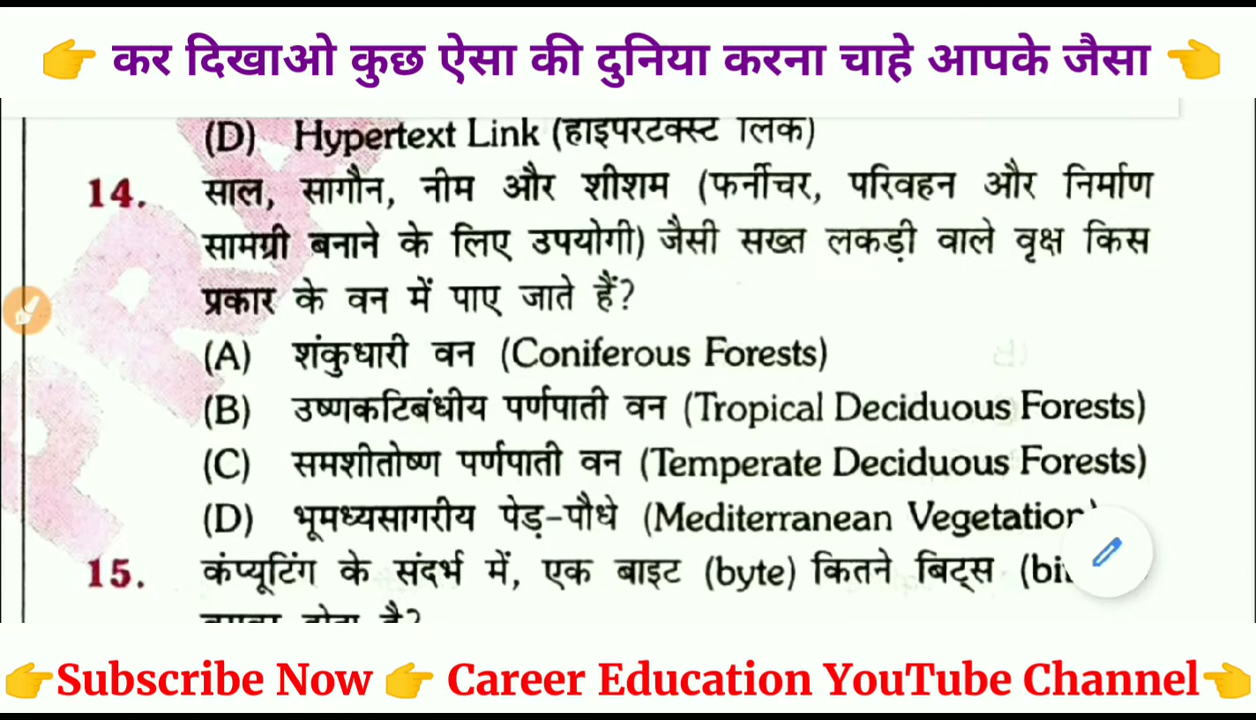 👉 कर दिखाओ कुछ ऐसा की दुनिया करना चाहे आपके जैसा 👈
(D) Hypertext Link (हाइपरटेक्स्ट लिंक)
14. साल, सागौन, नीम और शीशम (फर्नीचर, परिवहन और निर्माण
सामग्री बनाने के लिए उपयोगी) जैसी सख्त लकड़ी वाले वृक्ष किस
प्रकार के वन में पाए जाते हैं?
(A) शंकुधारी वन (Coniferous Forests)
(B) उष्णकटिबंधीय पर्णपाती वन (Tropical Deciduous Forests)
(C) समशीतोष्ण पर्णपाती वन (Temperate Deciduous Forests)
(D) भूमध्यसागरीय पेड़-पौधे (Mediterranean Vegetation)
15. कंप्यूटिंग के संदर्भ में, एक बाइट (byte) कितने बिट्स
होता है?
👉Subscribe Now 👉 Career Education YouTube Channel👈